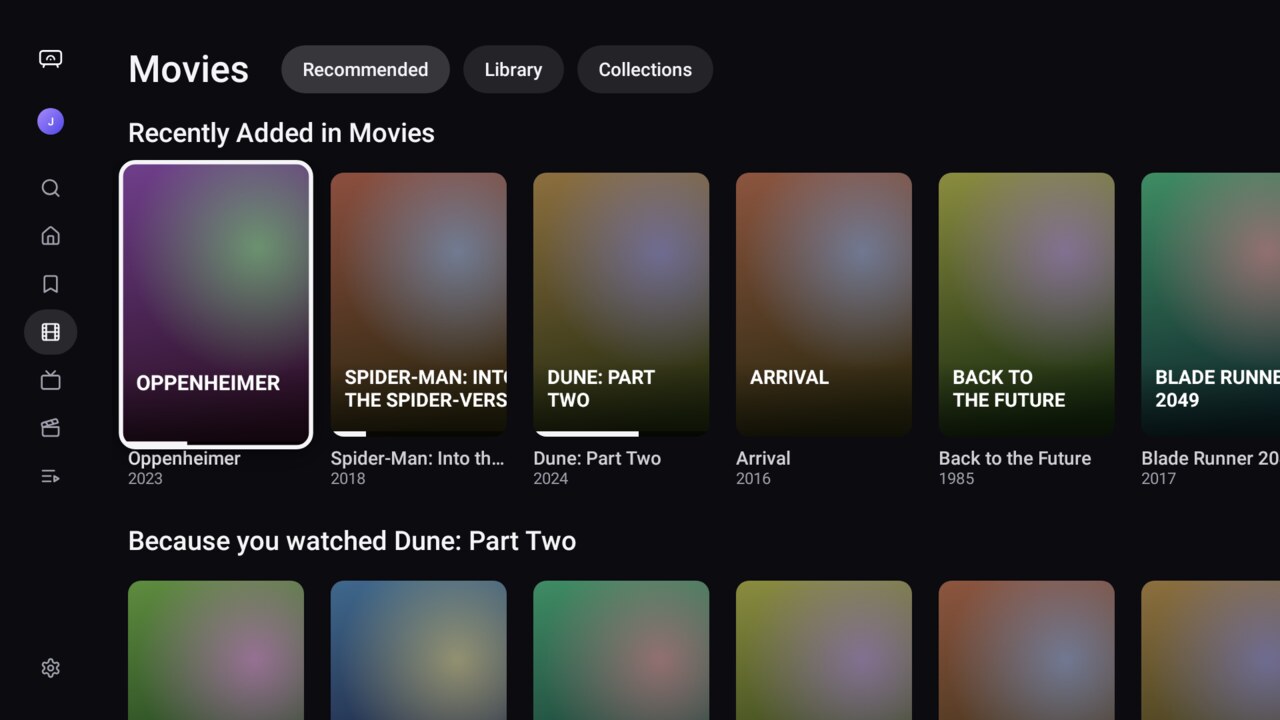 Movies
Recommended
Library
Collections
J
Recently Added in Movies
OPPENHEIMER
SPIDER-MAN: INTO
THE SPIDER-VERS
DUNE: PART
TWO
ARRIVAL
BACK TO
THE FUTURE
BLADE RUNNE
2049
Oppenheimer
2023
Spider-Man: Into th...
2018
Dune: Part Two
2024
Arrival
2016
Back to the Future
1985
Blade Runner 20
2017
Because you watched Dune: Part Two